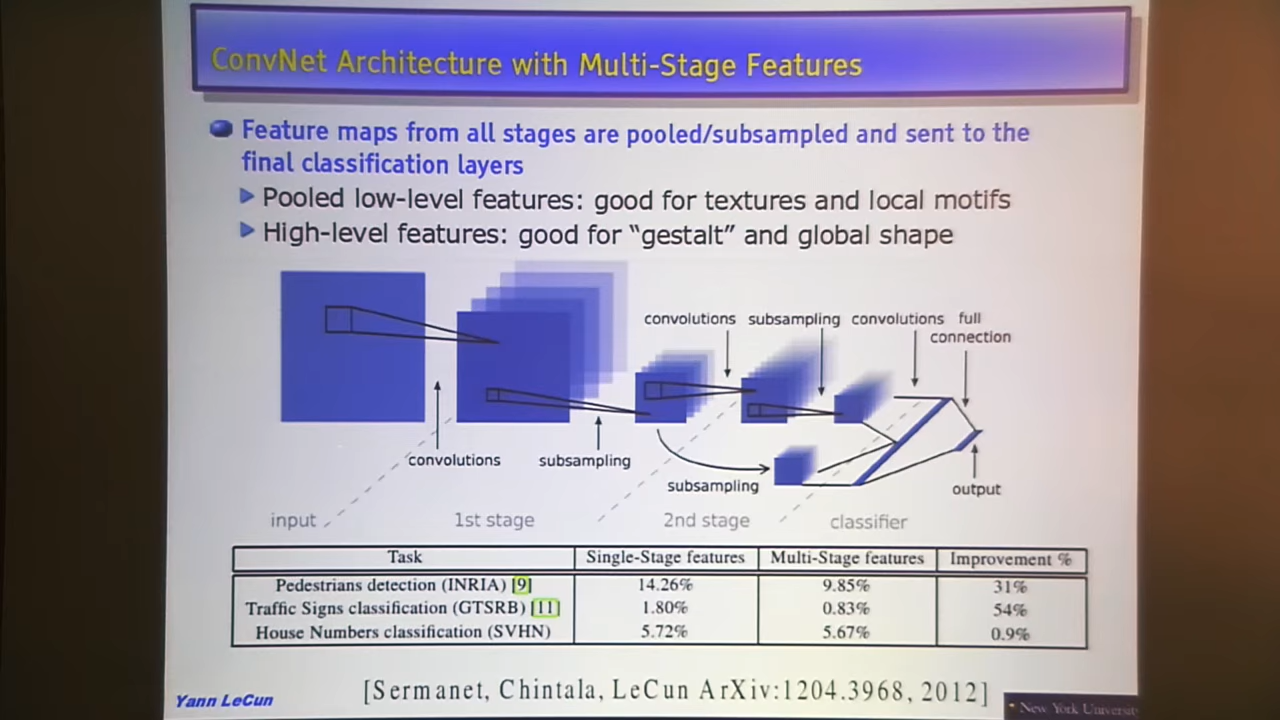 ConvNet Architecture with Multi-Stage Features
Feature maps from all stages are pooled/subsampled and sent to the
final classification layers
Pooled low-level features: good for textures and local motifs
High-level features: good for “gestalt” and global shape
convolutions subsampling convolutions full
connection
convolutions subsampling
subsampling output
input 1st stage 2nd stage classifier
Task Single-Stage features Multi-Stage features Improvement %
Pedestrians detection (INRIA) [9] 14.26% 9.85% 31%
Traffic Signs classification (GTSRB) [11] 1.80% 0.83% 54%
House Numbers classification (SVHN) 5.72% 5.67% 0.9%
[Sermanet, Chintala, LeCun ArXiv:1204.3968, 2012]
Yann LeCun
New York University